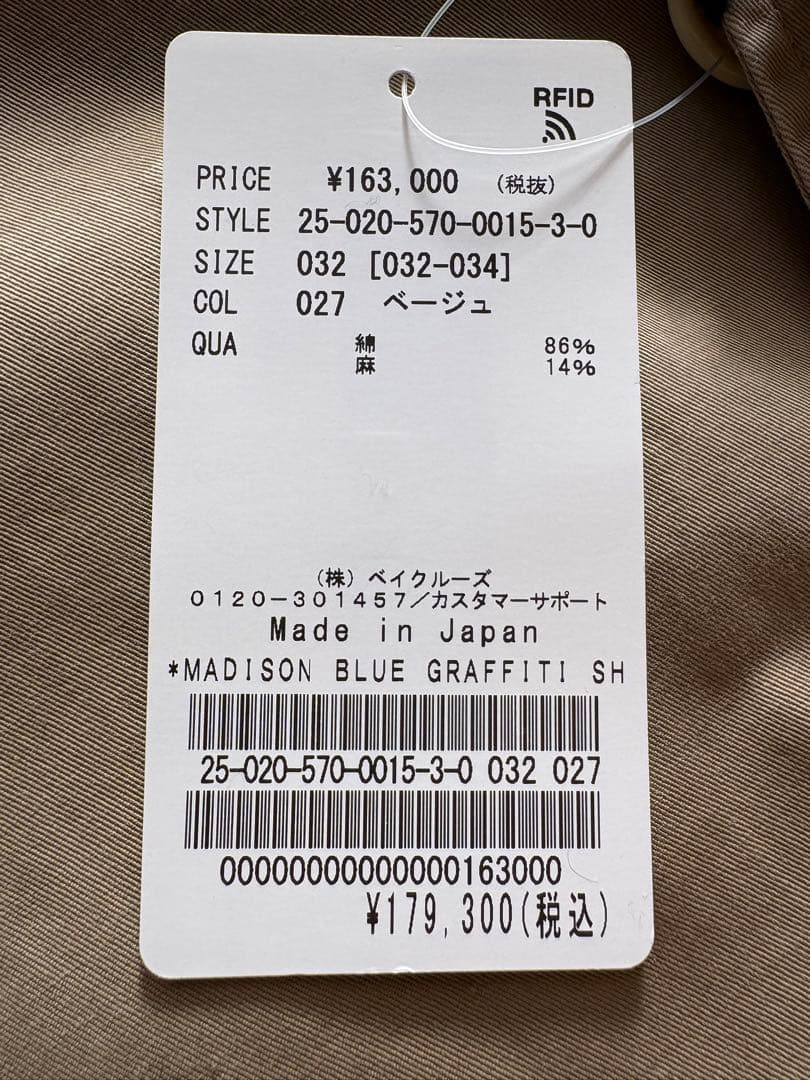 RFID
PRICE ¥163,000 (税抜)
STYLE 25-020-570-0015-3-0
SIZE 032 [032-034]
COL 027 ベージュ
QUA 綿 86%
麻 14%
(株) ベイクルーズ
0120-301457/カスタマーサポート
Made in Japan
*MADISON BLUE GRAFFITI SH
25-020-570-0015-3-0 032 027
00000000000000163000
¥179,300(税込)